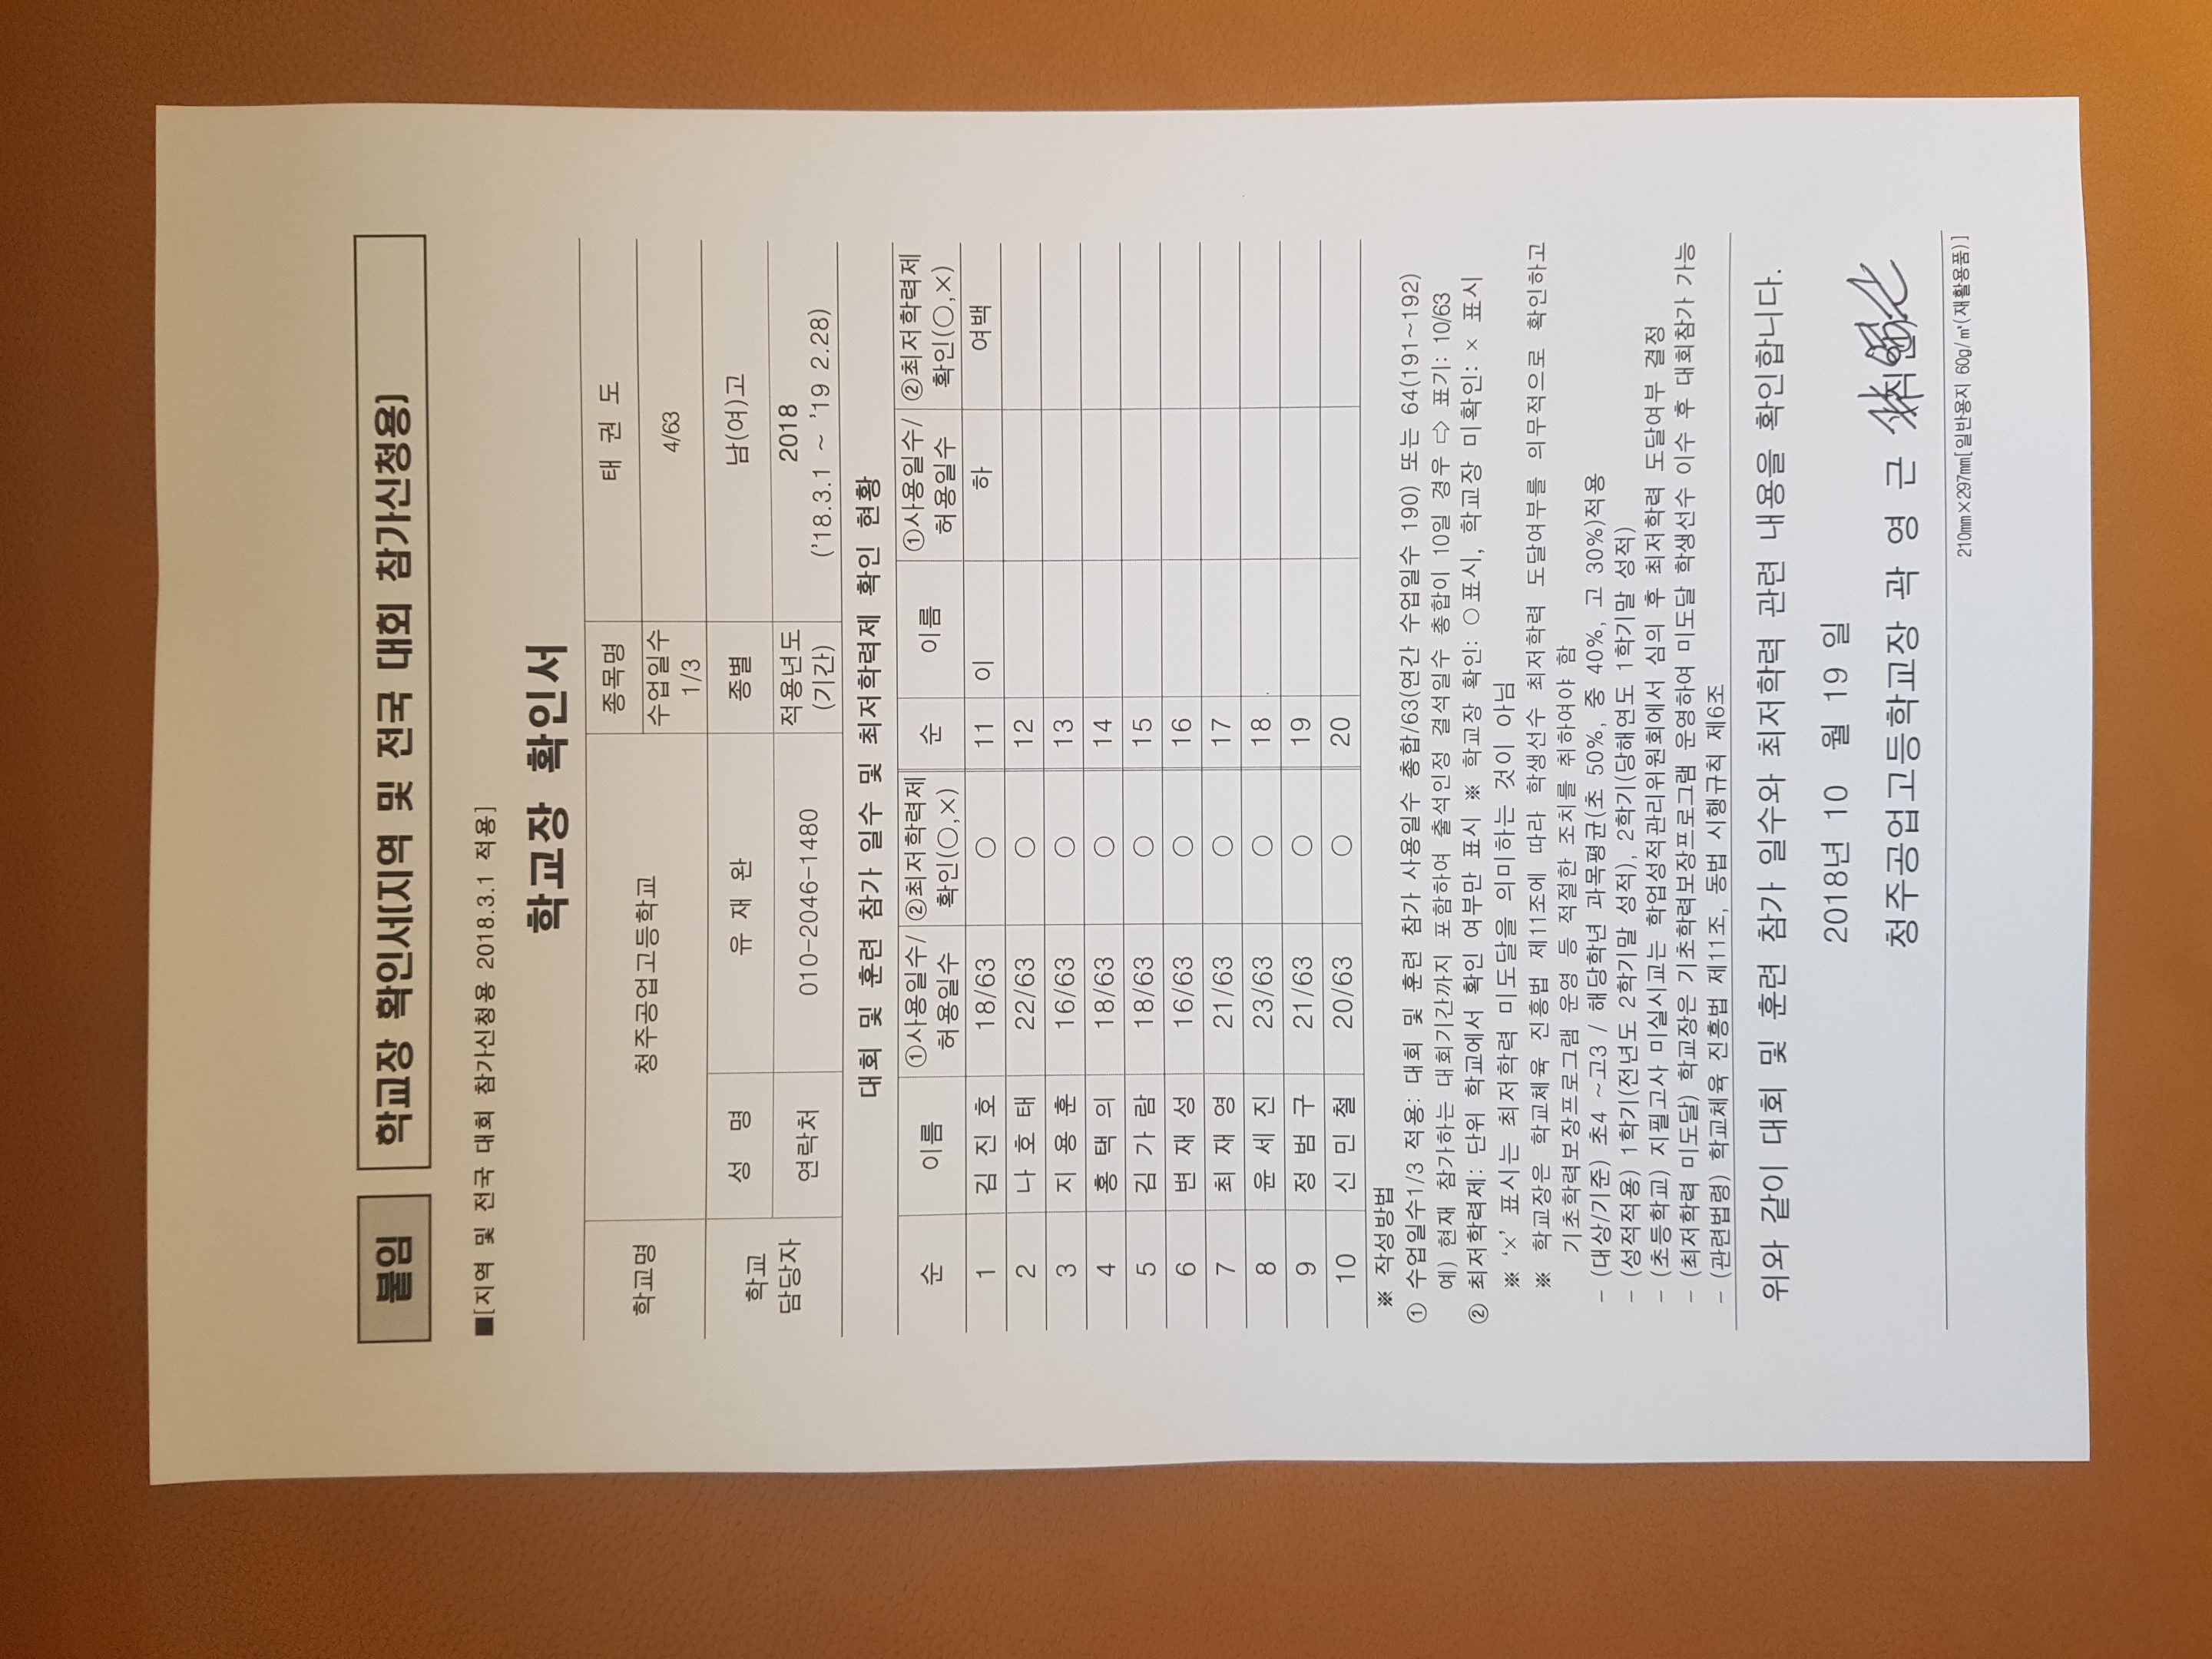 붙임 학교장 확인서[지역 및 전국 대회 참가신청용]
■[지역 및 전국 대회 참가신청용 2018.3.1 적용]
학교장 확인서
학교명 청주공업고등학교 종목명 태 권 도
수업일수 1/3 4/63
학교 담당자 성 명 유 재 완 종별 남(여)고
연락처 010-2046-1480 적용년도 (기간) 2018 ('18.3.1 ~ '19 2.28)
대회 및 훈련 참가 일수 및 최저학력제 확인 현황
순 이름 ①사용일수/허용일수 ②최저학력제 확인(○,×) 순 이름 ①사용일수/허용일수 ②최저학력제 확인(○,×)
1 김 진 호 18/63 ○ 11 이 하 여백
2 나 호 태 22/63 ○ 12
3 지 용 훈 16/63 ○ 13
4 홍 택 의 18/63 ○ 14
5 김 가 람 18/63 ○ 15
6 변 재 성 16/63 ○ 16
7 최 재 영 21/63 ○ 17
8 윤 세 진 23/63 ○ 18
9 정 범 구 21/63 ○ 19
10 신 민 철 20/63 ○ 20
※ 작성방법
① 수업일수1/3 적용: 대회 및 훈련 참가 사용일수 총합/63(연간 수업일수 190) 또는 64(191~192)
예) 현재 참가하는 대회기간까지 포함하여 출석인정 결석일수 총합이 10일 경우 ⇨ 표기: 10/63
② 최저학력제: 단위 학교에서 확인 여부만 표시 ※ 학교장 확인: ○표시, 학교장 미확인: × 표시
※ '×' 표시는 최저학력 미도달을 의미하는 것이 아님
※ 학교장은 학교체육 진흥법 제11조에 따라 학생선수 최저학력 도달여부를 의무적으로 확인하고
기초학력보장프로그램 운영 등 적절한 조치를 취하여야 함
- (대상/기준) 초4 ~고3 / 해당학년 과목평균(초 50%, 중 40%, 고 30%)적용
- (성적적용) 1학기(전년도 2학기말 성적), 2학기(당해연도 1학기말 성적)
- (초등학교) 지필고사 미실시교는 학업성적관리위원회에서 심의 후 최저학력 도달여부 결정
- (최저학력 미도달) 학교장은 기초학력보장프로그램 운영하여 미도달 학생선수 이수 후 대회참가 가능
- (관련법령) 학교체육 진흥법 제11조, 동법 시행규칙 제6조
위와 같이 대회 및 훈련 참가 일수와 최저학력 관련 내용을 확인합니다.
2018년 10 월 19 일
청주공업고등학교장 곽 영 근
210mm×297mm[일반용지 60g/㎡(재활용품)]